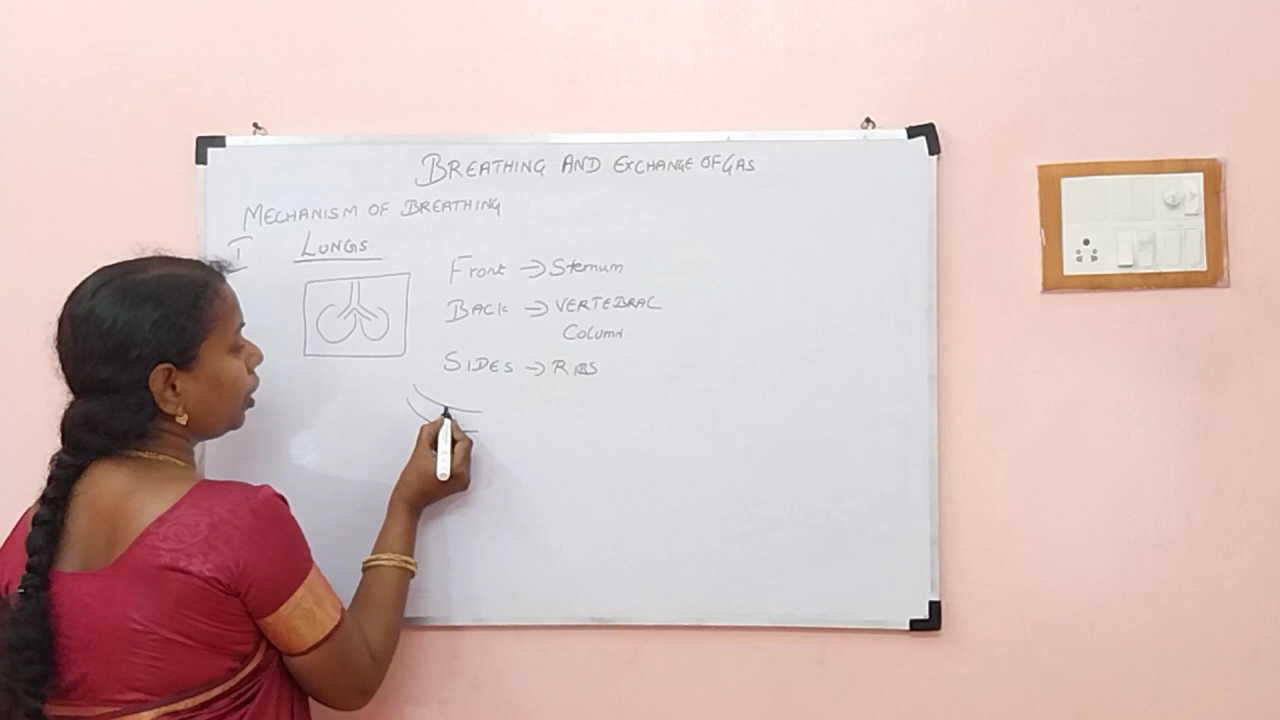 BREATHING AND EXCHANGE OF GAS
MECHANISM OF BREATHING
I LUNGS
Front → Sternum
BACK → VERTEBRAL
Column
SIDES → RIBS